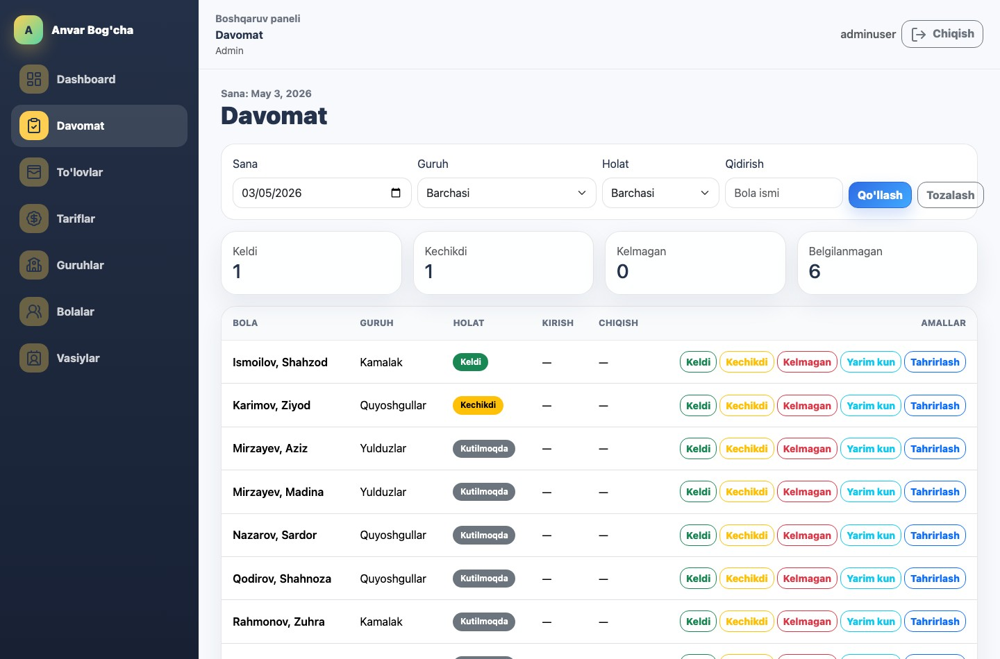 A
Anvar Bog'cha
Dashboard
Davomat
To'lovlar
Tariflar
Guruhlar
Bolalar
Vasiylar
Boshqaruv paneli
Davomat
Admin
adminuser Chiqish
Sana: May 3, 2026
Davomat
Sana Guruh Holat Qidirish
03/05/2026 Barchasi Barchasi Bola ismi Qo'llash Tozalash
Keldi Kechikdi Kelmagan Belgilanmagan
1 1 0 6
BOLA GURUH HOLAT KIRISH CHIQISH AMALLAR
Ismoilov, Shahzod Kamalak Keldi — — Keldi Kechikdi Kelmagan Yarim kun Tahrirlash
Karimov, Ziyod Quyoshgullar Kechikdi — — Keldi Kechikdi Kelmagan Yarim kun Tahrirlash
Mirzayev, Aziz Yulduzlar Kutilmoqda — — Keldi Kechikdi Kelmagan Yarim kun Tahrirlash
Mirzayev, Madina Yulduzlar Kutilmoqda — — Keldi Kechikdi Kelmagan Yarim kun Tahrirlash
Nazarov, Sardor Quyoshgullar Kutilmoqda — — Keldi Kechikdi Kelmagan Yarim kun Tahrirlash
Qodirov, Shahnoza Quyoshgullar Kutilmoqda — — Keldi Kechikdi Kelmagan Yarim kun Tahrirlash
Rahmonov, Zuhra Kamalak Kutilmoqda — — Keldi Kechikdi Kelmagan Yarim kun Tahrirlash